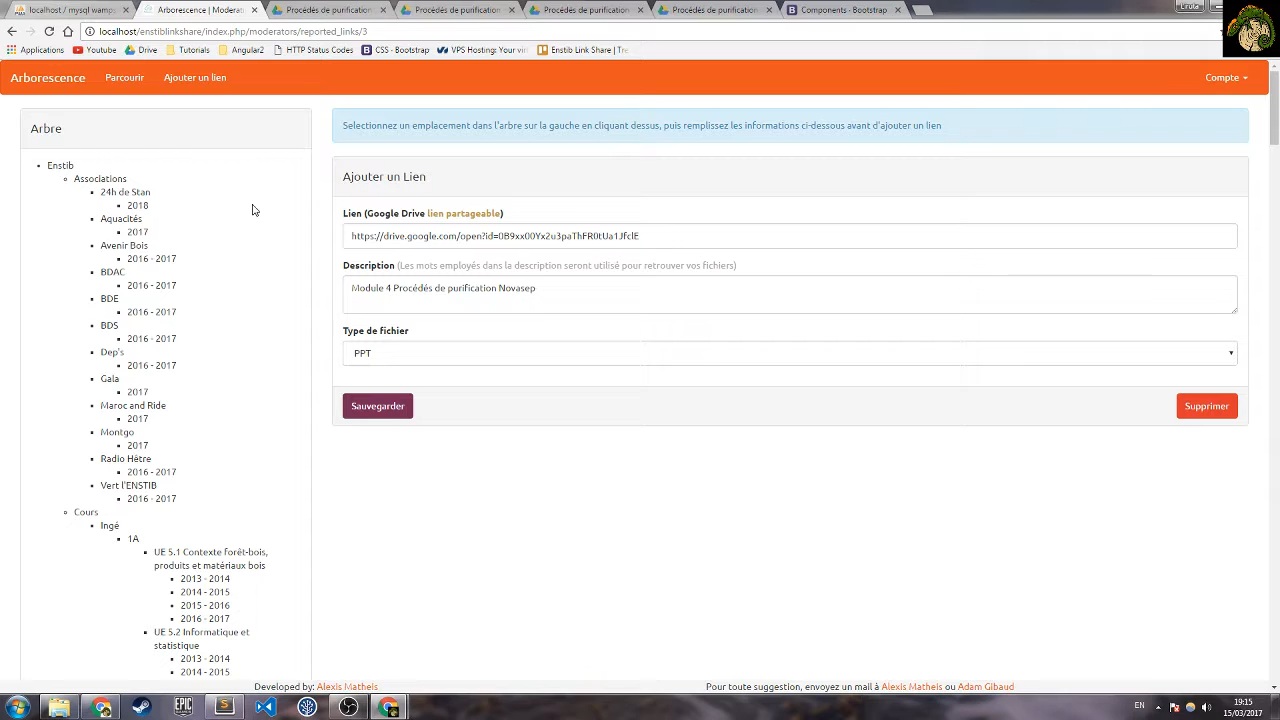 localhost / mysql wamps
Arborescence | Moderat
Procédés de purification
Procédés de purification
Procédés de purification
Procédés de purification
Components · Bootstrap
localhost/enstiblinkshare/index.php/moderators/reported_links/3
Applications
Youtube
Drive
Tutorials
Angular2
HTTP Status Codes
CSS · Bootstrap
VPS Hosting: Your vir
Enstib Link Share | Tre
Arborescence
Parcourir
Ajouter un lien
Compte
Arbre
Enstib
Associations
24h de Stan
2018
Aquacités
2017
Avenir Bois
2016 - 2017
BDAC
2016 - 2017
BDE
2016 - 2017
BDS
2016 - 2017
Dep's
2016 - 2017
Gala
2017
Maroc and Ride
2017
Montgo
2017
Radio Hêtre
2016 - 2017
Vert l'ENSTIB
2016 - 2017
Cours
Ingé
1A
UE 5.1 Contexte forêt-bois,
produits et matériaux bois
2013 - 2014
2014 - 2015
2015 - 2016
2016 - 2017
UE 5.2 Informatique et
statistique
2013 - 2014
2014 - 2015
Selectionnez un emplacement dans l'arbre sur la gauche en cliquant dessus, puis remplissez les informations ci-dessous avant d'ajouter un lien
Ajouter un Lien
Lien (Google Drive lien partageable)
https://drive.google.com/open?id=0B9xx00Yx2u3paThFR0tUa1JfclE
Description (Les mots employés dans la description seront utilisé pour retrouver vos fichiers)
Module 4 Procédés de purification Novasep
Type de fichier
PPT
Sauvegarder
Supprimer
Developed by: Alexis Matheis
Pour toute suggestion, envoyez un mail à Alexis Matheis ou Adam Gibaud
EPIC
EN
19:15
15/03/2017